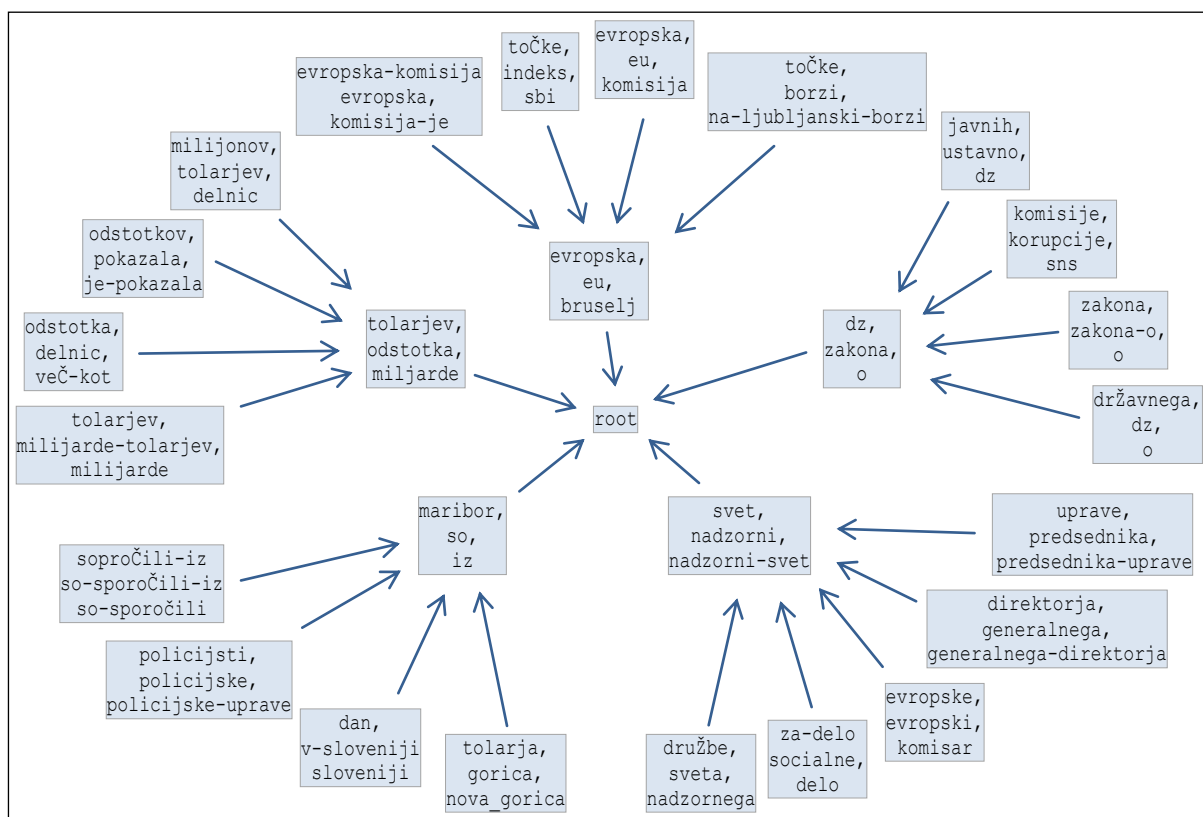 evropska-komisija
evropska,
komisija-je
toČke,
indeks,
sbi
evropska,
eu,
komisija
toČke,
borzi,
na-ljubljanski-borzi
javnih,
ustavno,
dz
milijonov,
tolarjev,
delnic
komisije,
korupcije,
sns
odstotkov,
pokazala,
je-pokazala
evropska,
eu,
bruselj
zakona,
zakona-o,
o
odstotka,
delnic,
veČ-kot
tolarjev,
odstotka,
miljarde
dz,
zakona,
o
drŽavnega,
dz,
o
tolarjev,
milijarde-tolarjev,
milijarde
root
maribor,
so,
iz
svet,
nadzorni,
nadzorni-svet
uprave,
predsednika,
predsednika-uprave
soproČili-iz
so-sporoČili-iz
so-sporočili
direktorja,
generalnega,
generalnega-direktorja
policijsti,
policijske,
policijske-uprave
evropske,
evropski,
komisar
dan,
v-sloveniji
sloveniji
tolarja,
gorica,
nova_gorica
druŽbe,
sveta,
nadzornega
za-delo
socialne,
delo